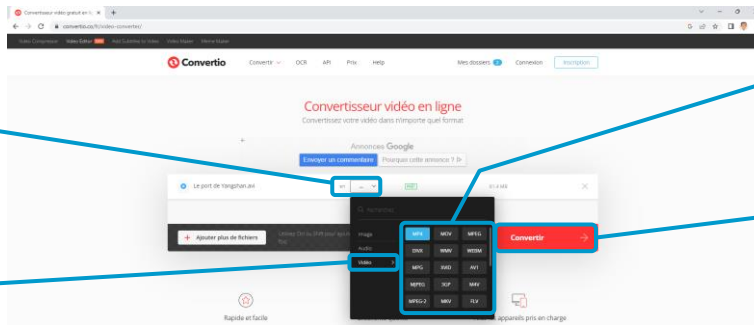 Convertisseur vidéo gratuit en li
convertio.co/fr/video-converter/
Video Compressor Video Editor Add Subtitles to Video Video Maker Meme Maker
Convertio Convertir OCR API Prix Help Mes dossiers Connexion Inscription
Convertisseur vidéo en ligne
Convertissez votre vidéo dans n'importe quel format
Annonces Google
Envoyer un commentaire Pourquoi cette annonce ?
Le port de Yangshan.avi en ...
+ Ajouter plus de fichiers
Convertir
Image
Audio
Vidéo
MP4 MOV MPEG
DIVX WMV WEBM
MPG XVID AV1
MJPEG 3GP M4V
MPEG-2 MKV FLV
Rapide et facile
appareils pris en charge